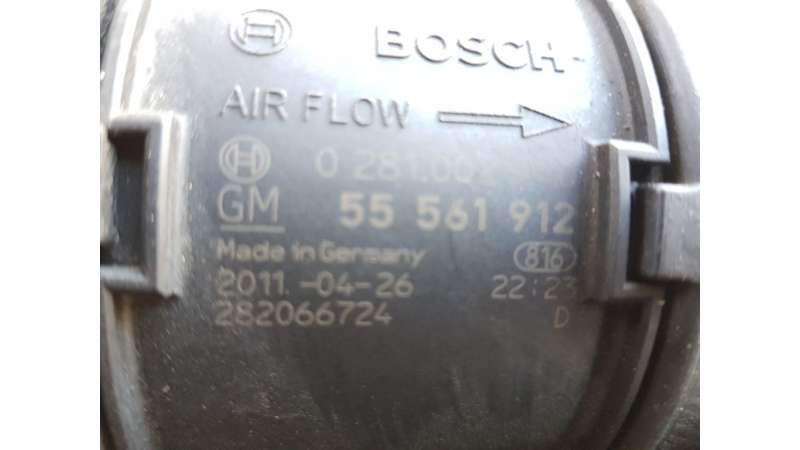 BOSCH
AIR FLOW
0 281 002
GM 55 561 912
Made in Germany 816
2011-04-26 22:23
282066724 D